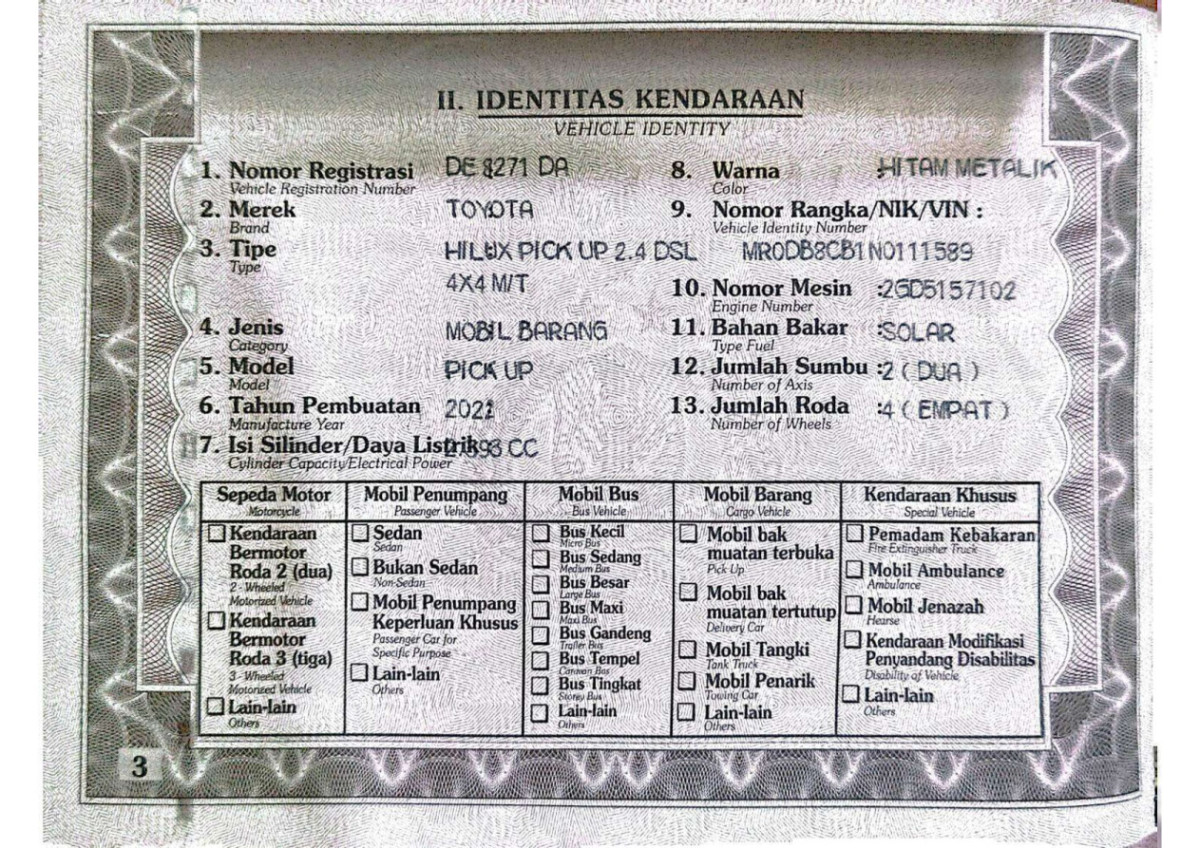 II. IDENTITAS KENDARAAN
VEHICLE IDENTITY
1. Nomor Registrasi DE 8271 DA
Vehicle Registration Number
2. Merek TOYOTA
Brand
3. Tipe HILUX PICK UP 2.4 DSL
Type
4X4 M/T
4. Jenis MOBIL BARANG
Category
5. Model PICK UP
Model
6. Tahun Pembuatan
Manufacture Year
7. Isi Silinder/Daya Listrik CC
Cylinder Capacity/Electrical Power
8. Warna :HITAM METALIK
Color
9. Nomor Rangka/NIK/VIN :
Vehicle Identity Number
MR0DB8CB1N0111589
10. Nomor Mesin :2GD5157102
Engine Number
11. Bahan Bakar :SOLAR
Type Fuel
12. Jumlah Sumbu :2 ( DUA )
Number of Axis
13. Jumlah Roda :4 ( EMPAT )
Number of Wheels
Sepeda Motor
Motorcycle
Kendaraan
Bermotor
Roda 2 (dua)
2 - Wheeled
Motorized Vehicle
Kendaraan
Bermotor
Roda 3 (tiga)
3 - Wheeled
Motorized Vehicle
Lain-lain
Others
Mobil Penumpang
Passenger Vehicle
Sedan
Sedan
Bukan Sedan
Non-Sedan
Mobil Penumpang
Keperluan Khusus
Passenger Car for
Specific Purpose
Lain-lain
Others
Mobil Bus
Bus Vehicle
Bus Kecil
Micro Bus
Bus Sedang
Medium Bus
Bus Besar
Large Bus
Bus Maxi
Maxi Bus
Bus Gandeng
Trailer Bus
Bus Tempel
Caravan Bus
Bus Tingkat
Storey Bus
Lain-lain
Others
Mobil Barang
Cargo Vehicle
Mobil bak
muatan terbuka
Pick Up
Mobil bak
muatan tertutup
Delivery Car
Mobil Tangki
Tank Truck
Mobil Penarik
Towing Car
Lain-lain
Others
Kendaraan Khusus
Special Vehicle
Pemadam Kebakaran
Fire Extinguisher Truck
Mobil Ambulance
Ambulance
Mobil Jenazah
Hearse
Kendaraan Modifikasi
Penyandang Disabilitas
Disability of Vehicle
Lain-lain
Others
3